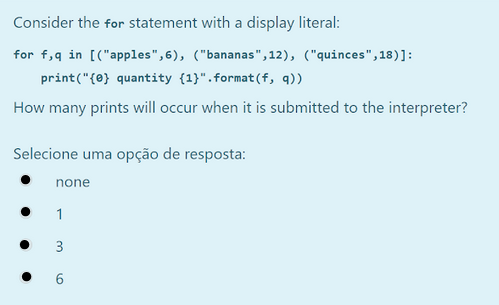 Consider the for statement with a display literal:
for f,q in [("apples",6), ("bananas",12), ("quinces",18)]:
    print("{0} quantity {1}".format(f, q))
How many prints will occur when it is submitted to the interpreter?
Selecione uma opção de resposta:
none
1
3
6